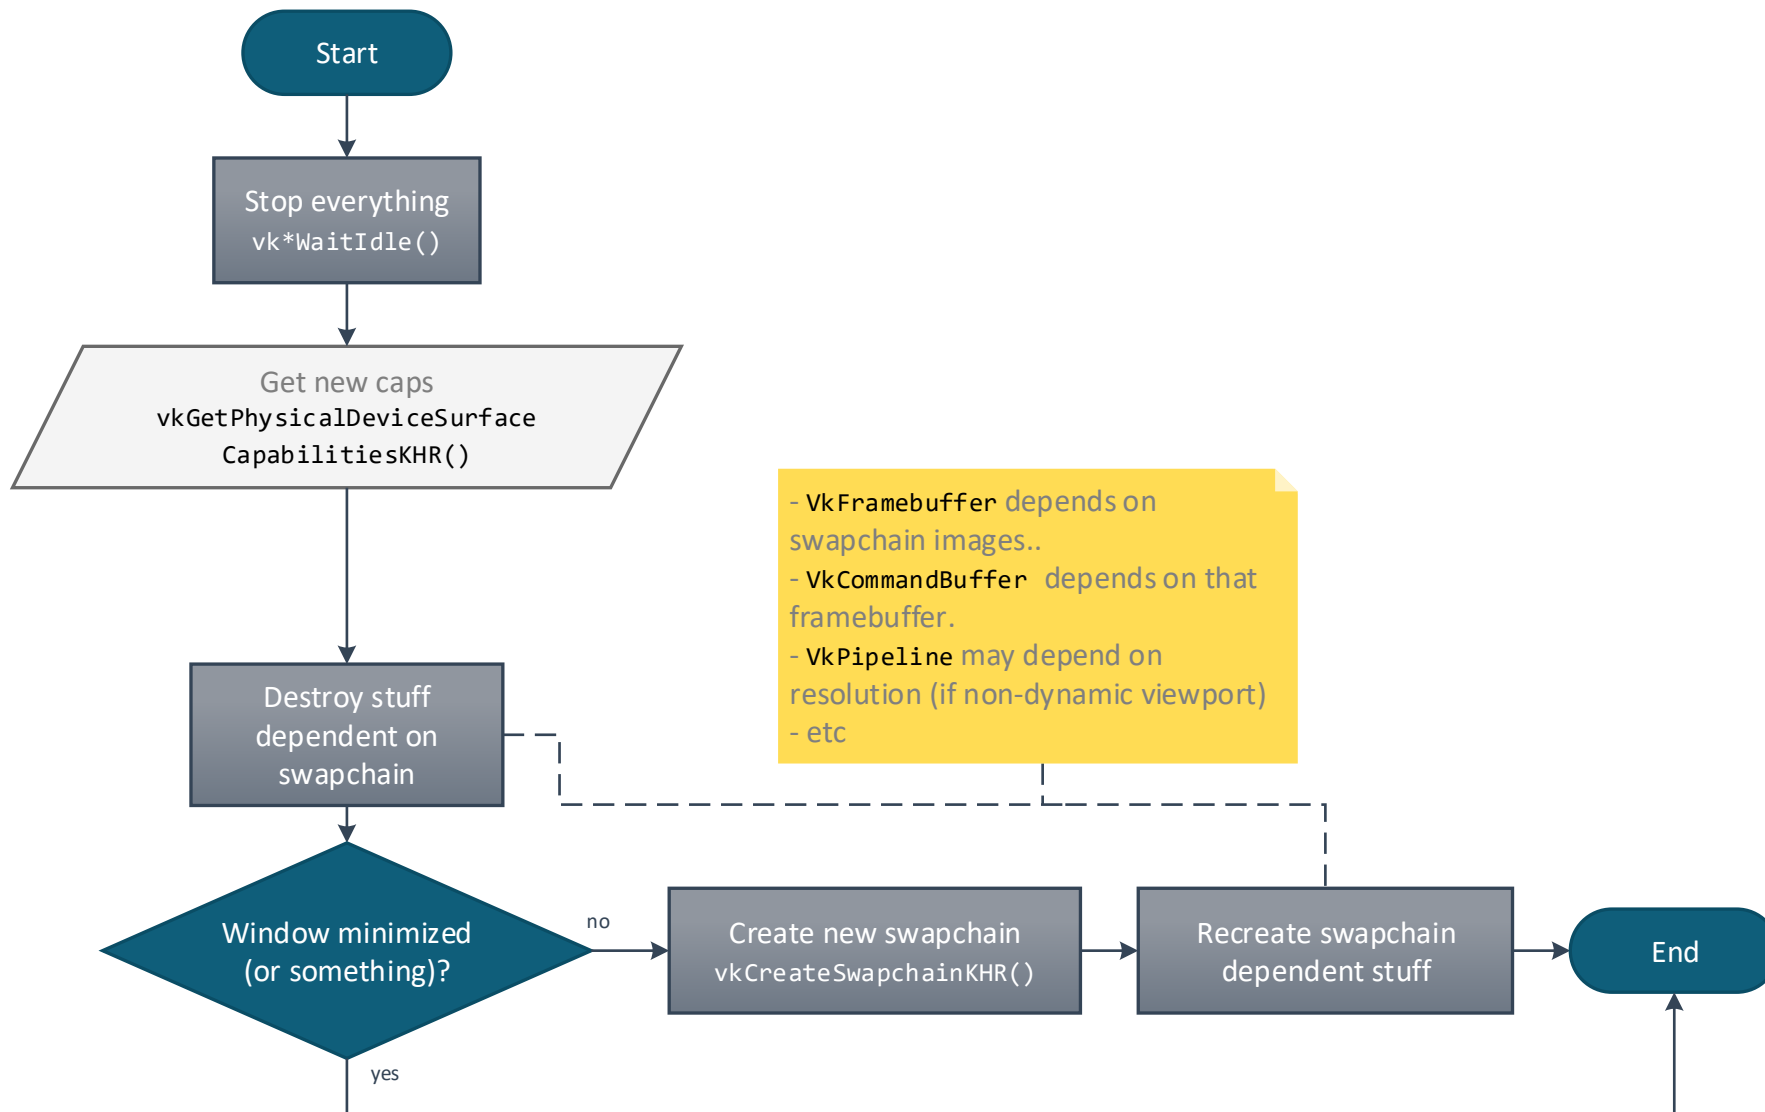 Start
Stop everything
vk*WaitIdle()
Get new caps
vkGetPhysicalDeviceSurface
CapabilitiesKHR()
- VkFramebuffer depends on
swapchain images..
- VkCommandBuffer depends on that
framebuffer.
- VkPipeline may depend on
resolution (if non-dynamic viewport)
- etc
Destroy stuff
dependent on
swapchain
Window minimized
(or something)?
no
yes
Create new swapchain
vkCreateSwapchainKHR()
Recreate swapchain
dependent stuff
End